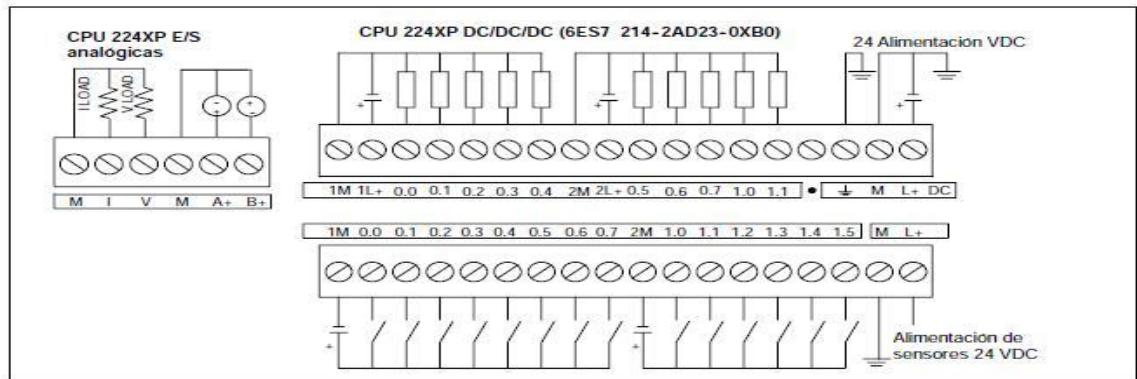 CPU 224XP E/S
analógicas
I LOAD
V LOAD
M I V M A+ B+
CPU 224XP DC/DC/DC (6ES7 214-2AD23-0XB0)
24 Alimentación VDC
1M 1L+ 0.0 0.1 0.2 0.3 0.4 2M 2L+ 0.5 0.6 0.7 1.0 1.1 • ⏚ M L+ DC
1M 0.0 0.1 0.2 0.3 0.4 0.5 0.6 0.7 2M 1.0 1.1 1.2 1.3 1.4 1.5 M L+
Alimentación de
sensores 24 VDC